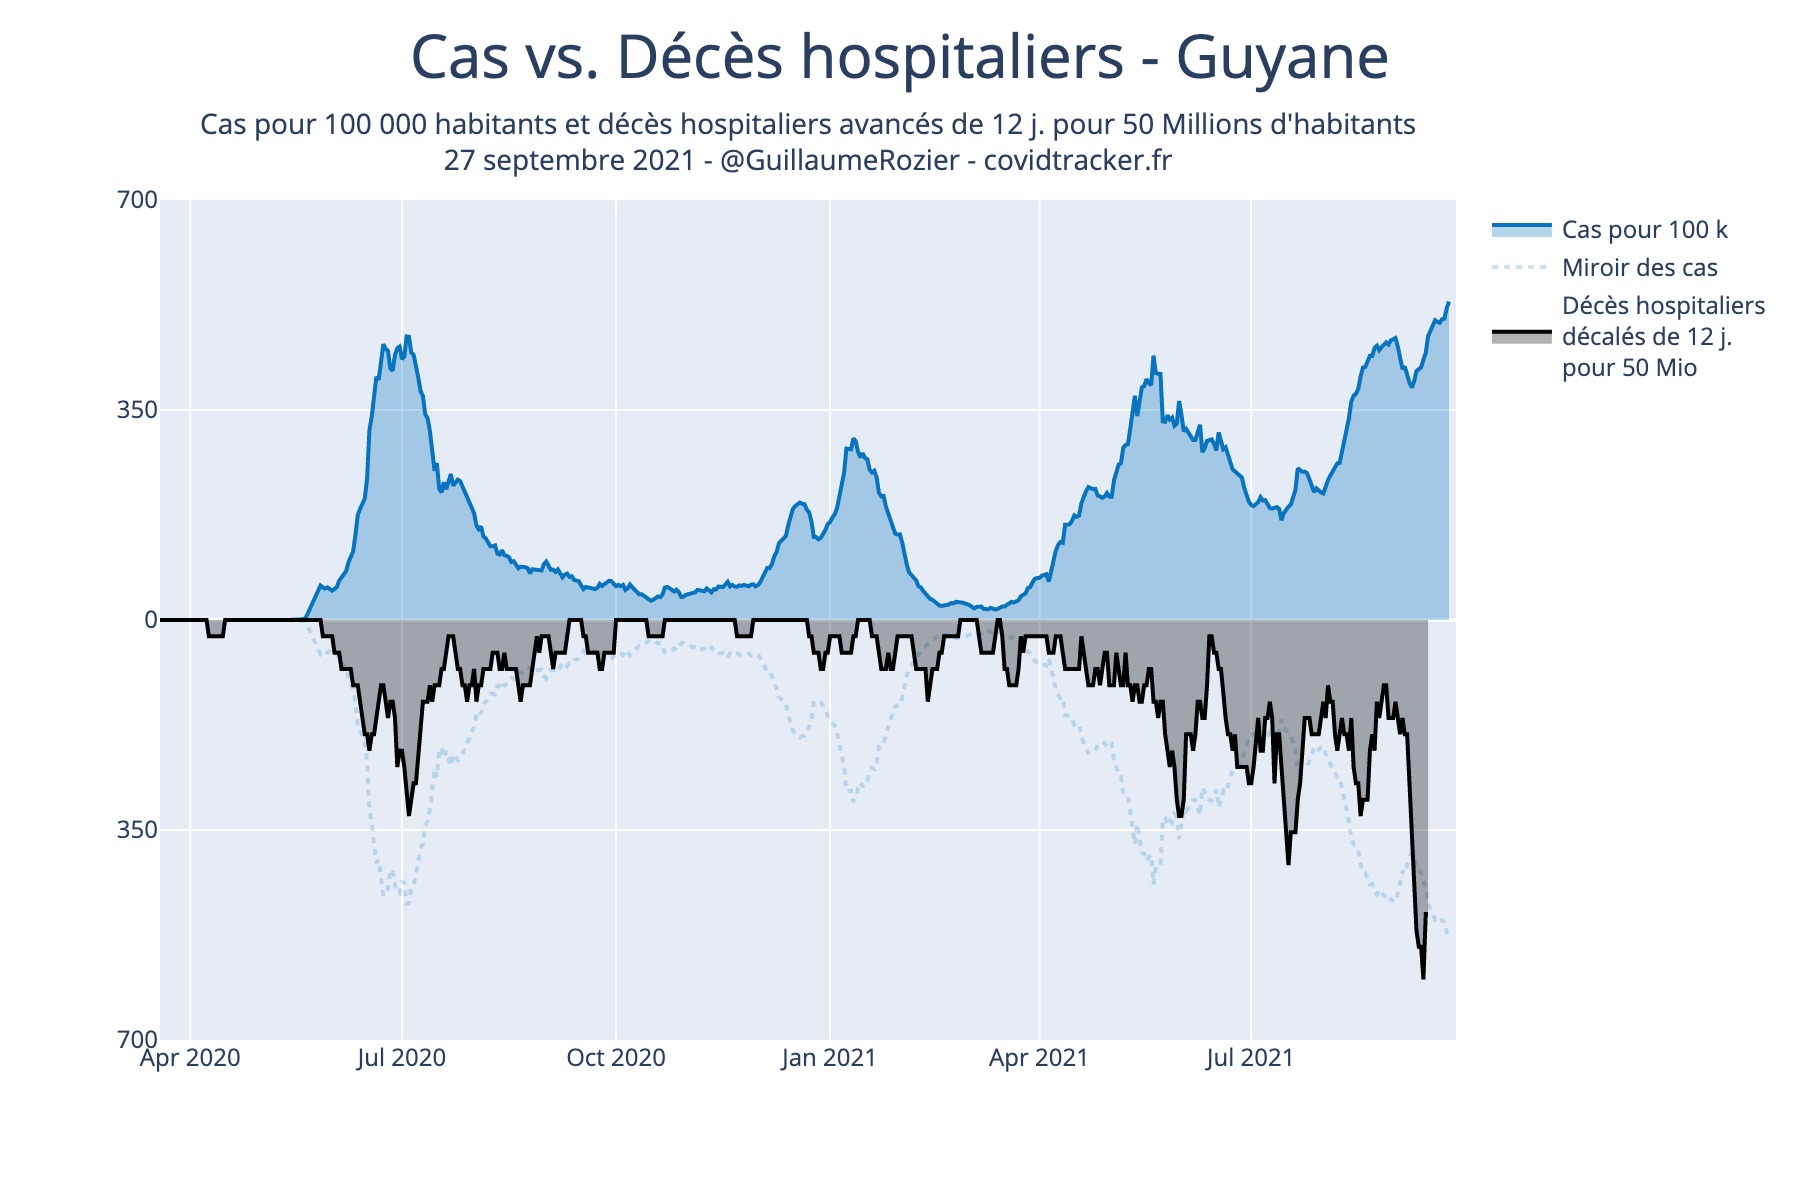 Cas vs. Décès hospitaliers - Guyane
Cas pour 100 000 habitants et décès hospitaliers avancés de 12 j. pour 50 Millions d'habitants
27 septembre 2021 - @GuillaumeRozier - covidtracker.fr
700
350
0
350
700
Apr 2020
Jul 2020
Oct 2020
Jan 2021
Apr 2021
Jul 2021
Cas pour 100 k
Miroir des cas
Décès hospitaliers
décalés de 12 j.
pour 50 Mio